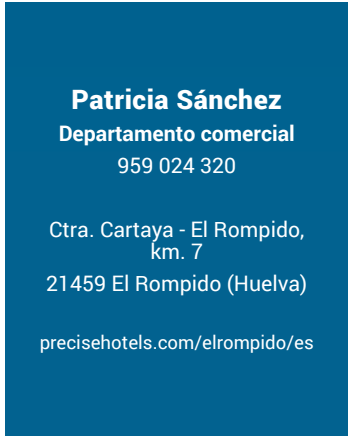 Patricia Sánchez
Departamento comercial
959 024 320
Ctra. Cartaya - El Rompido,
km. 7
21459 El Rompido (Huelva)
precisehotels.com/elrompido/es